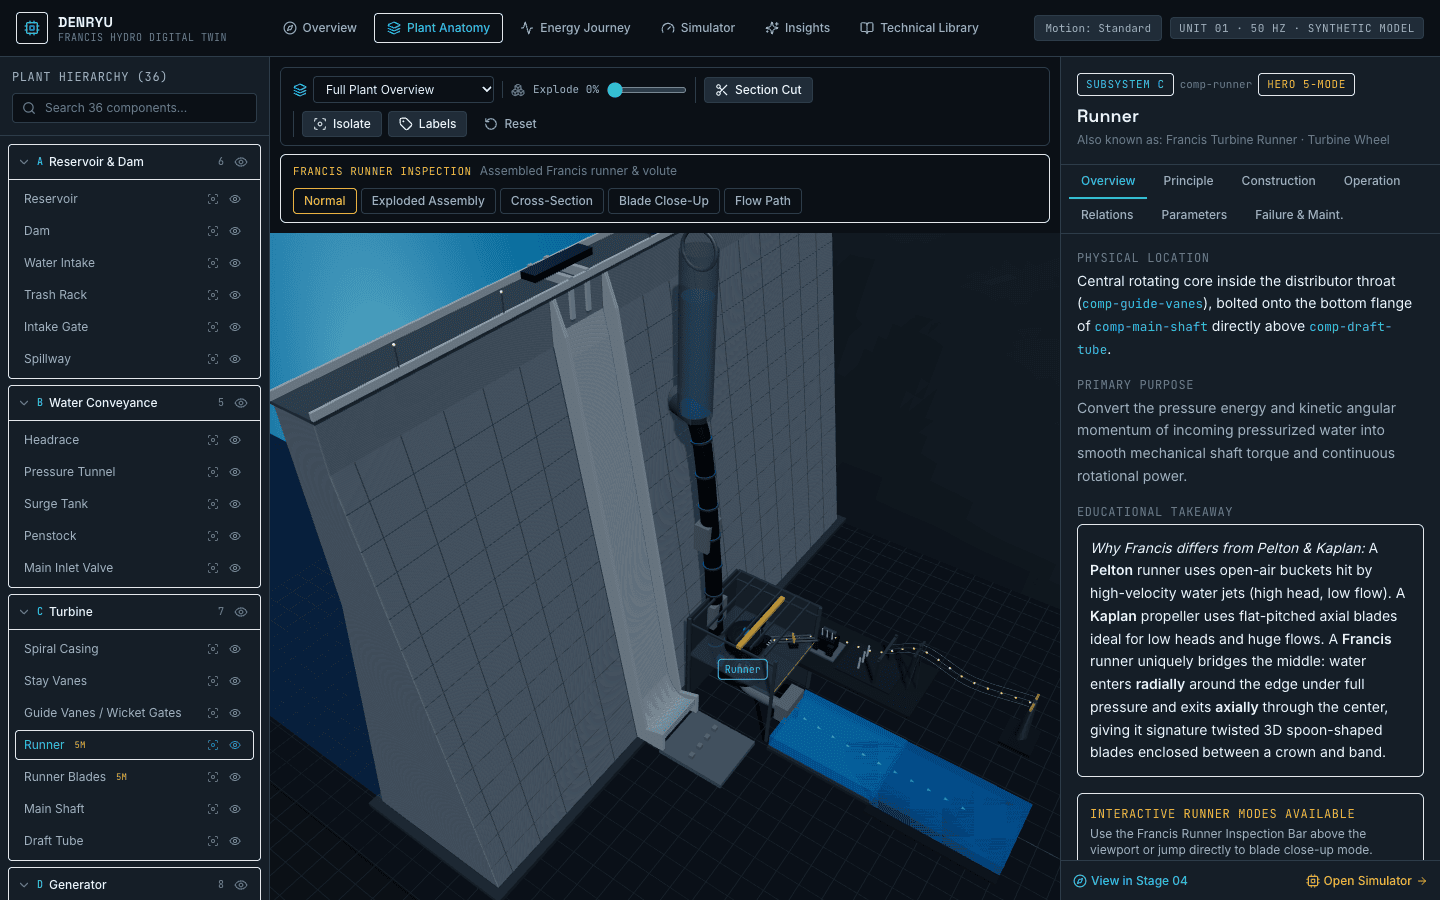 DENRYU
FRANCIS HYDRO DIGITAL TWIN
Overview
Plant Anatomy
Energy Journey
Simulator
Insights
Technical Library
Motion: Standard
UNIT 01 · 50 HZ · SYNTHETIC MODEL
PLANT HIERARCHY (36)
Search 36 components...
A Reservoir & Dam 6
Reservoir
Dam
Water Intake
Trash Rack
Intake Gate
Spillway
B Water Conveyance 5
Headrace
Pressure Tunnel
Surge Tank
Penstock
Main Inlet Valve
C Turbine 7
Spiral Casing
Stay Vanes
Guide Vanes / Wicket Gates
Runner 5M
Runner Blades 5M
Main Shaft
Draft Tube
D Generator 8
Full Plant Overview
Explode 0%
Section Cut
Isolate
Labels
Reset
FRANCIS RUNNER INSPECTION Assembled Francis runner & volute
Normal
Exploded Assembly
Cross-Section
Blade Close-Up
Flow Path
Runner
SUBSYSTEM C comp-runner HERO 5-MODE
Runner
Also known as: Francis Turbine Runner · Turbine Wheel
Overview
Principle
Construction
Operation
Relations
Parameters
Failure & Maint.
PHYSICAL LOCATION
Central rotating core inside the distributor throat
(comp-guide-vanes), bolted onto the bottom flange
of comp-main-shaft directly above comp-draft-
tube.
PRIMARY PURPOSE
Convert the pressure energy and kinetic angular
momentum of incoming pressurized water into
smooth mechanical shaft torque and continuous
rotational power.
EDUCATIONAL TAKEAWAY
Why Francis differs from Pelton & Kaplan: A
Pelton runner uses open-air buckets hit by
high-velocity water jets (high head, low flow). A
Kaplan propeller uses flat-pitched axial blades
ideal for low heads and huge flows. A Francis
runner uniquely bridges the middle: water
enters radially around the edge under full
pressure and exits axially through the center,
giving it signature twisted 3D spoon-shaped
blades enclosed between a crown and band.
INTERACTIVE RUNNER MODES AVAILABLE
Use the Francis Runner Inspection Bar above the
viewport or jump directly to blade close-up mode.
View in Stage 04
Open Simulator →